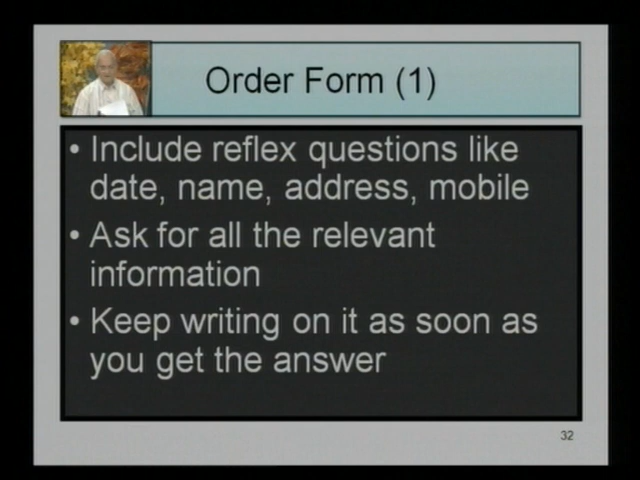 Order Form (1)
• Include reflex questions like
date, name, address, mobile
• Ask for all the relevant
information
• Keep writing on it as soon as
you get the answer
32